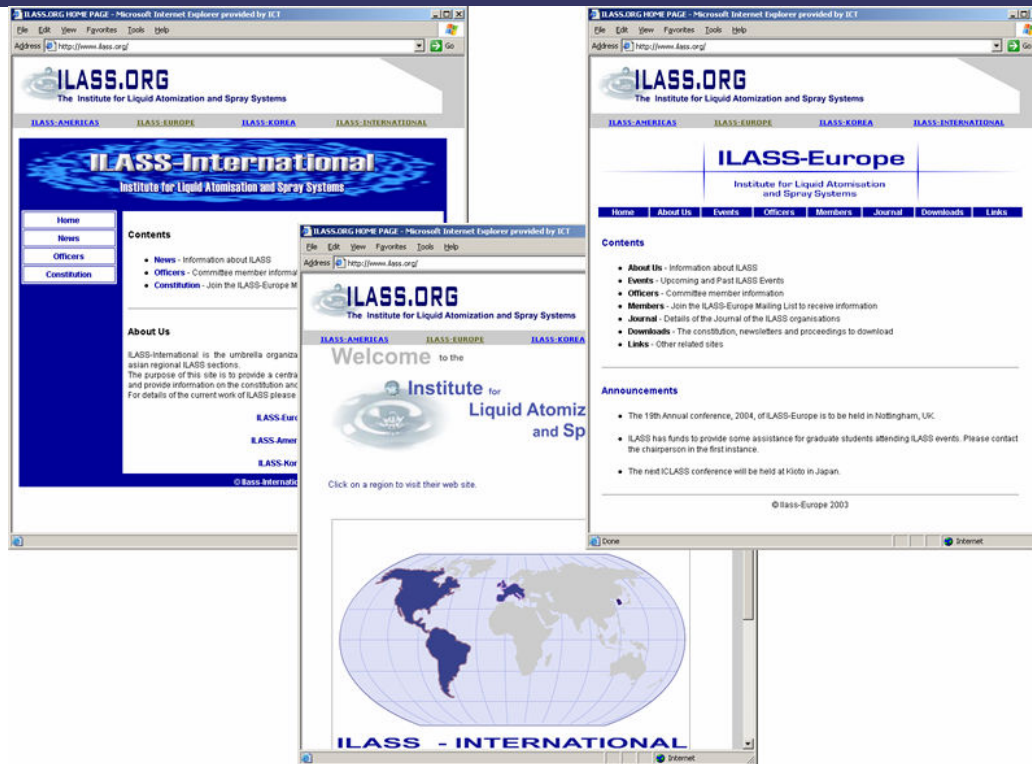 ILASS.ORG HOME PAGE - Microsoft Internet Explorer provided by ICT
File Edit View Favorites Tools Help
Address http://www.ilass.org/ Go
ILASS.ORG
The Institute for Liquid Atomization and Spray Systems
ILASS-AMERICAS ILASS-EUROPE ILASS-KOREA ILASS-INTERNATIONAL
ILASS-International
Institute for Liquid Atomisation and Spray Systems
Home
News
Officers
Constitution
Contents
• News - Information about ILASS
• Officers - Committee member informa
• Constitution - Join the ILASS-Europe M
About Us
ILASS-International is the umbrella organiza
asian regional ILASS sections.
The purpose of this site is to provide a centra
and provide information on the constitution and
For details of the current work of ILASS please
ILASS-Euro
ILASS-Amer
ILASS-Kor
© Ilass-Internatio
ILASS.ORG HOME PAGE - Microsoft Internet Explorer provided by ICT
File Edit View Favorites Tools Help
Address http://www.ilass.org/
ILASS.ORG
The Institute for Liquid Atomization and Spray Systems
ILASS-AMERICAS ILASS-EUROPE ILASS-KOREA
Welcome to the
Institute for
Liquid Atomiz
and Sp
Click on a region to visit their web site.
ILASS - INTERNATIONAL
Internet
ILASS.ORG HOME PAGE - Microsoft Internet Explorer provided by ICT
File Edit View Favorites Tools Help
Address http://www.ilass.org/ Go
ILASS.ORG
The Institute for Liquid Atomization and Spray Systems
ILASS-AMERICAS ILASS-EUROPE ILASS-KOREA ILASS-INTERNATIONAL
ILASS-Europe
Institute for Liquid Atomisation
and Spray Systems
Home About Us Events Officers Members Journal Downloads Links
Contents
• About Us - Information about ILASS
• Events - Upcoming and Past ILASS Events
• Officers - Committee member information
• Members - Join the ILASS-Europe Mailing List to receive information
• Journal - Details of the Journal of the ILASS organisations
• Downloads - The constitution, newsletters and proceedings to download
• Links - Other related sites
Announcements
• The 19th Annual conference, 2004, of ILASS-Europe is to be held in Nottingham, UK.
• ILASS has funds to provide some assistance for graduate students attending ILASS events. Please contact
the chairperson in the first instance.
• The next ICLASS conference will be held at Kioto in Japan.
© Ilass-Europe 2003
Done Internet